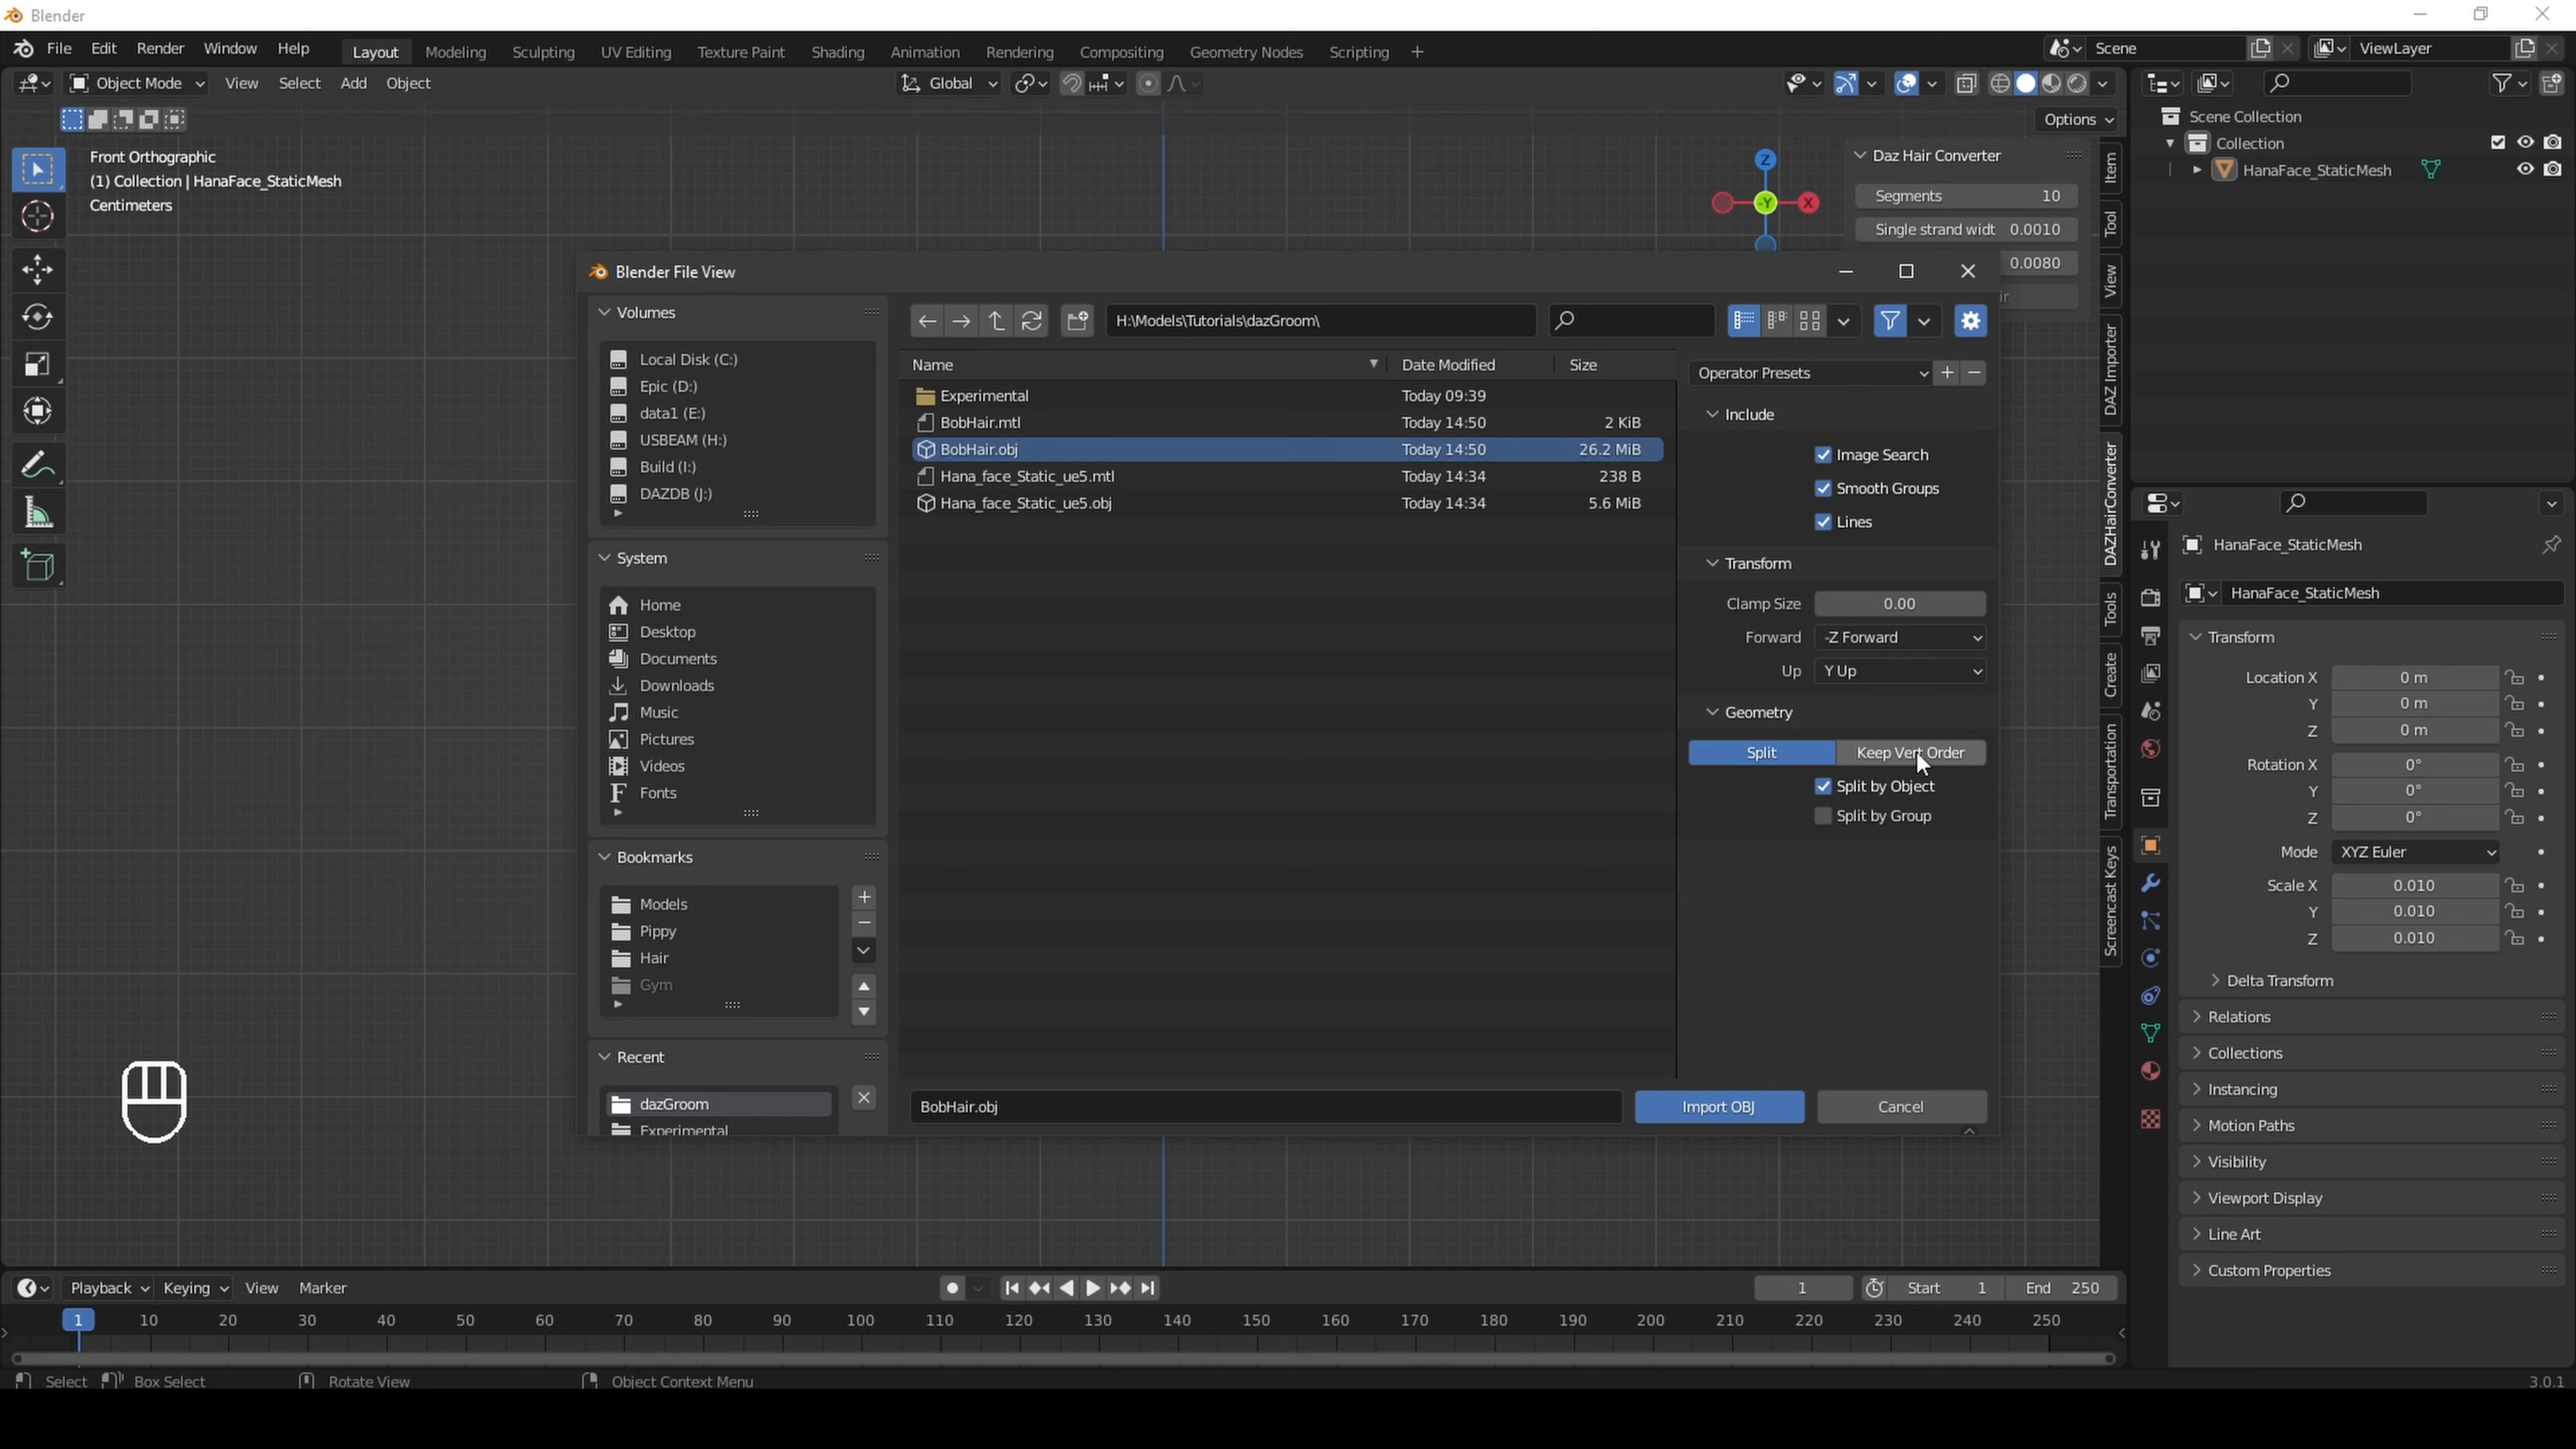 Blender
File Edit Render Window Help Layout Modeling Sculpting UV Editing Texture Paint Shading Animation Rendering Compositing Geometry Nodes Scripting + Scene ViewLayer
Object Mode View Select Add Object Global
Options
Front Orthographic
(1) Collection | HanaFace_StaticMesh
Centimeters
Z
-Y X
Daz Hair Converter
Segments 10
Single strand widt 0.0010
0.0080
ir
Item
Tool
View
DAZ Importer
DAZHairConverter
Tools
Create
Transportation
Screencast Keys
Scene Collection
Collection
HanaFace_StaticMesh
Blender File View
Volumes
Local Disk (C:)
Epic (D:)
data1 (E:)
USBEAM (H:)
Build (I:)
DAZDB (J:)
System
Home
Desktop
Documents
Downloads
Music
Pictures
Videos
Fonts
Bookmarks
Models
Pippy
Hair
Gym
Recent
dazGroom
Experimental
H:\Models\Tutorials\dazGroom\
Name Date Modified Size
Experimental Today 09:39
BobHair.mtl Today 14:50 2 KiB
BobHair.obj Today 14:50 26.2 MiB
Hana_face_Static_ue5.mtl Today 14:34 238 B
Hana_face_Static_ue5.obj Today 14:34 5.6 MiB
Operator Presets
Include
Image Search
Smooth Groups
Lines
Transform
Clamp Size 0.00
Forward -Z Forward
Up Y Up
Geometry
Split Keep Vert Order
Split by Object
Split by Group
BobHair.obj Import OBJ Cancel
HanaFace_StaticMesh
HanaFace_StaticMesh
Transform
Location X 0 m
Y 0 m
Z 0 m
Rotation X 0°
Y 0°
Z 0°
Mode XYZ Euler
Scale X 0.010
Y 0.010
Z 0.010
Delta Transform
Relations
Collections
Instancing
Motion Paths
Visibility
Viewport Display
Line Art
Custom Properties
Playback Keying View Marker 1 Start 1 End 250
1 10 20 30 40 50 60 70 80 90 100 110 120 130 140 150 160 170 180 190 200 210 220 230 240 250
Select Box Select Rotate View Object Context Menu 3.0.1